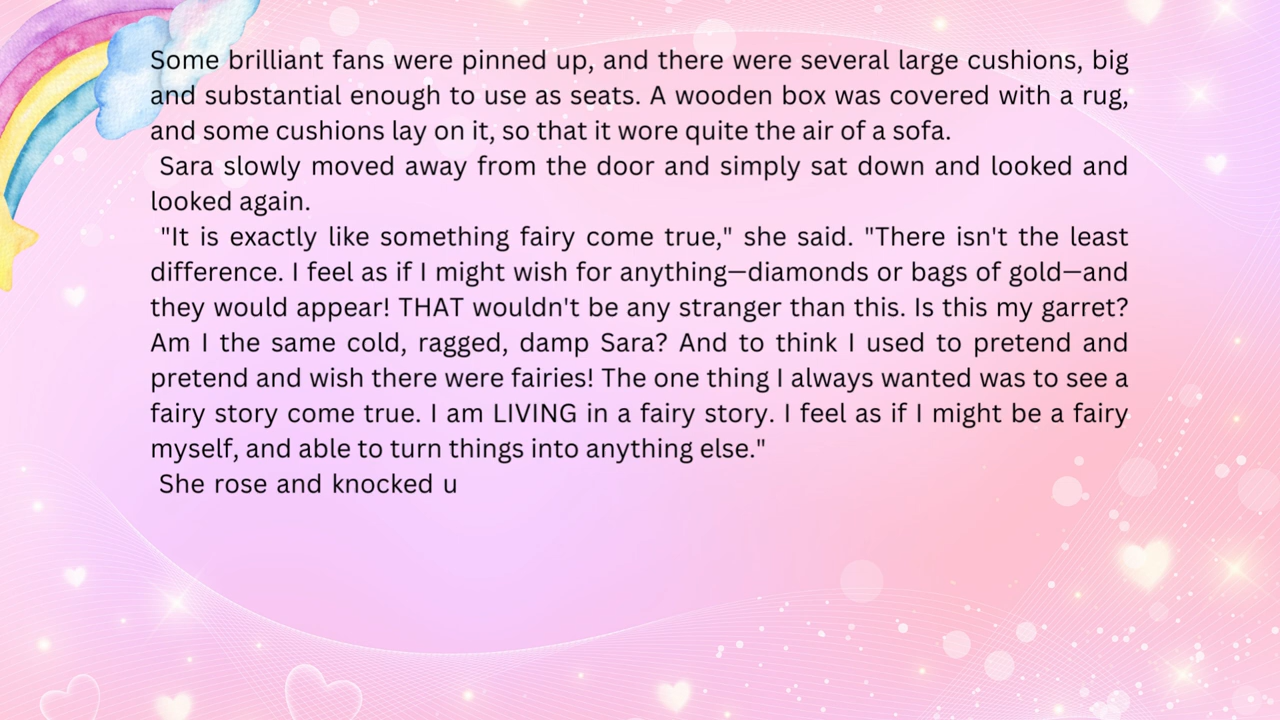 Some brilliant fans were pinned up, and there were several large cushions, big
and substantial enough to use as seats. A wooden box was covered with a rug,
and some cushions lay on it, so that it wore quite the air of a sofa.
Sara slowly moved away from the door and simply sat down and looked and
looked again.
"It is exactly like something fairy come true," she said. "There isn't the least
difference. I feel as if I might wish for anything—diamonds or bags of gold—and
they would appear! THAT wouldn't be any stranger than this. Is this my garret?
Am I the same cold, ragged, damp Sara? And to think I used to pretend and
pretend and wish there were fairies! The one thing I always wanted was to see a
fairy story come true. I am LIVING in a fairy story. I feel as if I might be a fairy
myself, and able to turn things into anything else."
She rose and knocked u